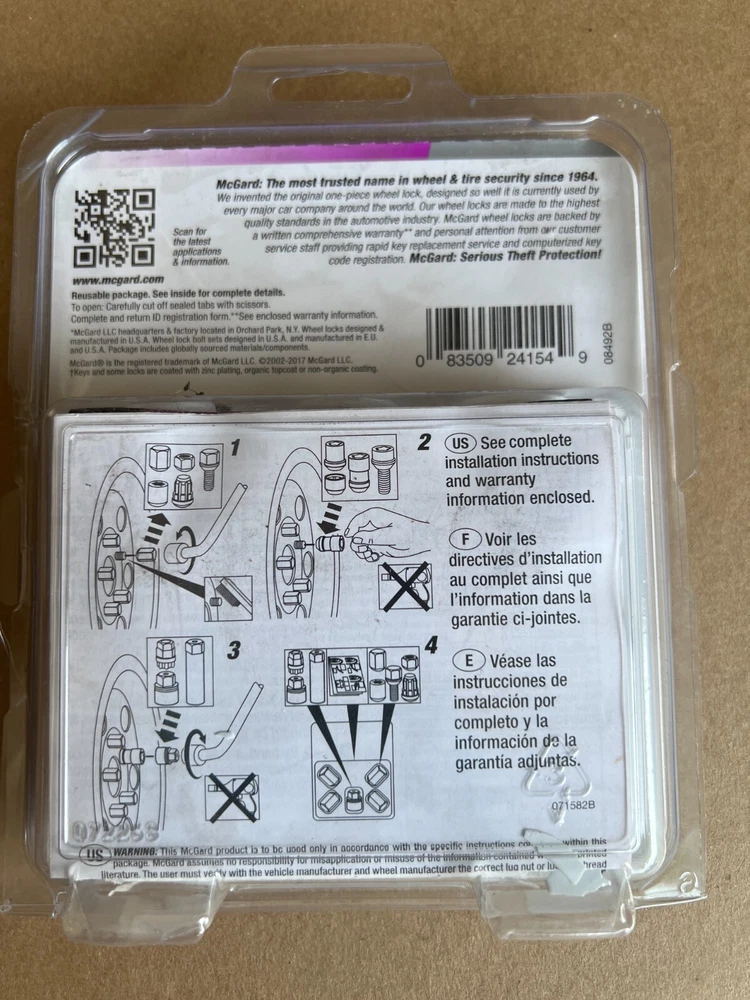 McGard: The most trusted name in wheel & tire security since 1964.
We invented the original one-piece wheel lock, designed so well it is currently used by
every major car company around the world. Our wheel locks are made to the highest
quality standards in the automotive industry. McGard wheel locks are backed by
a written comprehensive warranty** and personal attention from our customer
service staff providing rapid key replacement service and computerized key
code registration. McGard: Serious Theft Protection!
Scan for
the latest
applications
& information.
www.mcgard.com
Reusable package. See inside for complete details.
To open: Carefully cut off sealed tabs with scissors.
Complete and return ID registration form.**See enclosed warranty information.
*McGard LLC headquarters & factory located in Orchard Park, N.Y. Wheel locks designed &
manufactured in U.S.A. Wheel lock bolt sets designed in U.S.A. and manufactured in E.U.
and U.S.A. Package includes globally sourced materials/components.
McGard® is the registered trademark of McGard LLC. ©2002-2017 McGard LLC.
†Keys and some locks are coated with zinc plating, organic topcoat or non-organic coating.
0 83509 24154 9
08492B
1
2
US See complete
installation instructions
and warranty
information enclosed.
F Voir les
directives d'installation
au complet ainsi que
l'information dans la
garantie ci-jointes.
3
4
E Véase las
instrucciones de
instalación por
completo y la
información de la
garantía adjuntas.
071582B
US WARNING: This McGard product is to be used only in accordance with the specific instructions within this
package. McGard assumes no responsibility for misapplication or misuse of the information contained printed
literature. The user must verify with the vehicle manufacturer and wheel manufacturer the correct lug nut or